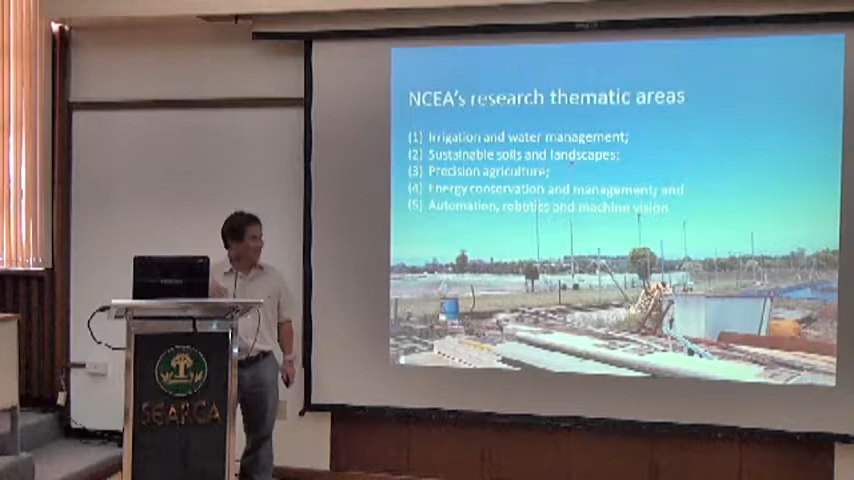 NCEA's research thematic areas
(1) Irrigation and water management;
(2) Sustainable soils and landscapes;
(3) Precision agriculture;
(4) Energy conservation and management; and
(5) Automation, robotics and machine vision
SEARCA